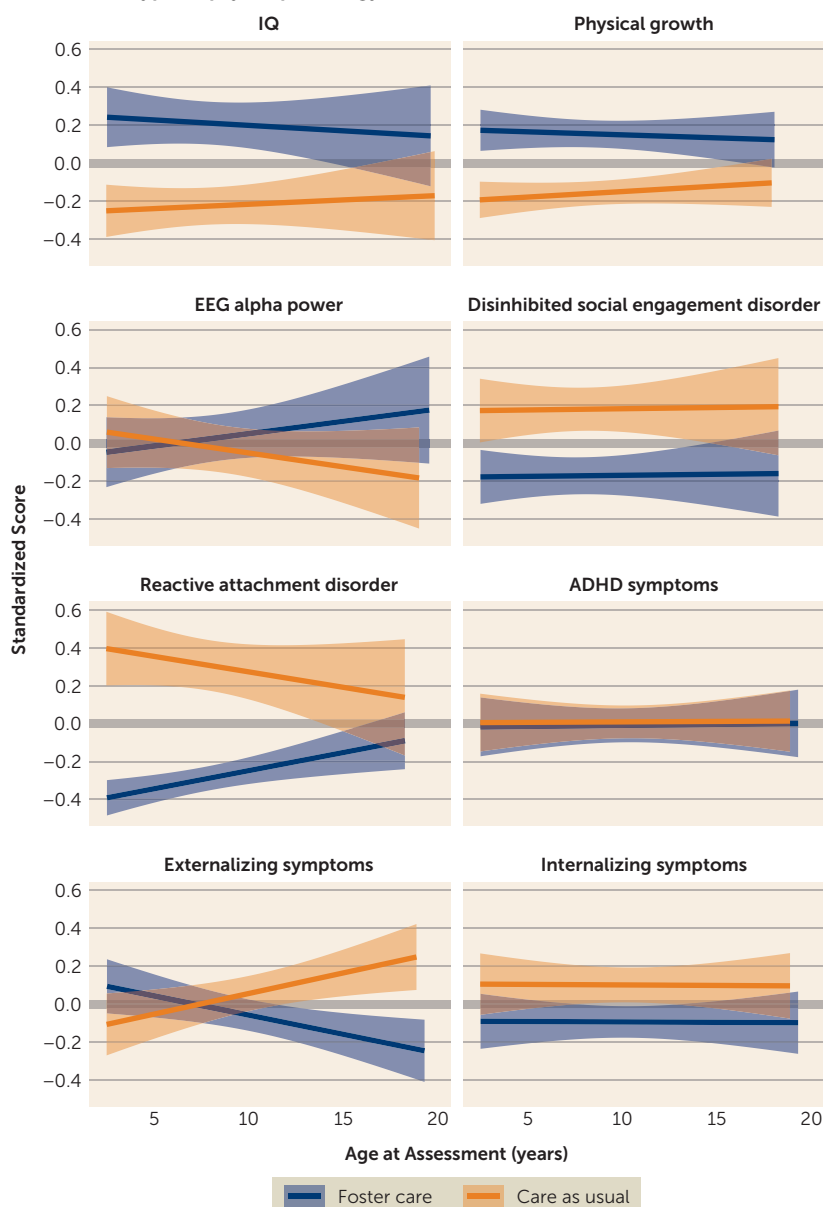 IQ
Physical growth
0.6
0.4
0.2
0.0
−0.2
−0.4
EEG alpha power
Disinhibited social engagement disorder
0.6
0.4
0.2
0.0
−0.2
−0.4
Standardized Score
Reactive attachment disorder
ADHD symptoms
0.6
0.4
0.2
0.0
−0.2
−0.4
Externalizing symptoms
Internalizing symptoms
0.6
0.4
0.2
0.0
−0.2
−0.4
5 10 15 20 5 10 15 20
Age at Assessment (years)
Foster care Care as usual